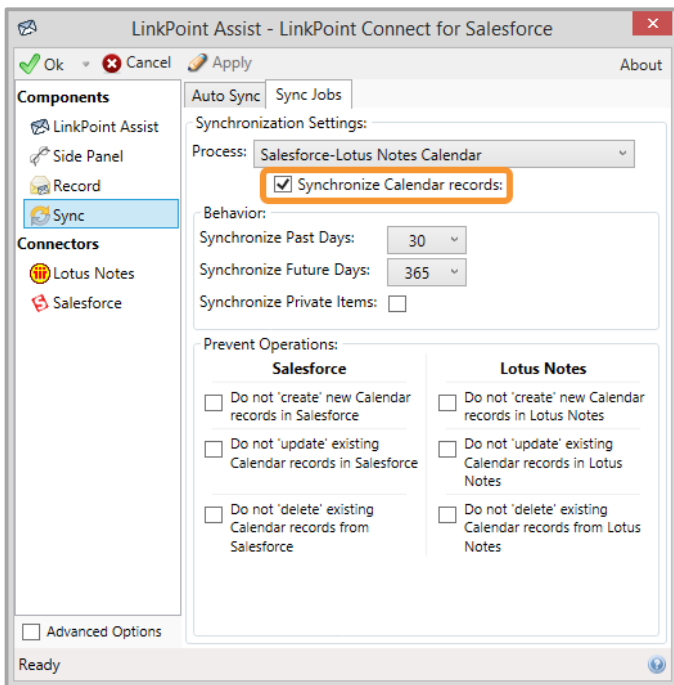 LinkPoint Assist - LinkPoint Connect for Salesforce
Ok Cancel Apply About
Components
LinkPoint Assist
Side Panel
Record
Sync
Connectors
Lotus Notes
Salesforce
Advanced Options
Auto Sync Sync Jobs
Synchronization Settings:
Process: Salesforce-Lotus Notes Calendar
Synchronize Calendar records:
Behavior:
Synchronize Past Days: 30
Synchronize Future Days: 365
Synchronize Private Items:
Prevent Operations:
Salesforce
Do not 'create' new Calendar
records in Salesforce
Do not 'update' existing
Calendar records in Salesforce
Do not 'delete' existing
Calendar records from
Salesforce
Lotus Notes
Do not 'create' new Calendar
records in Lotus Notes
Do not 'update' existing
Calendar records in Lotus
Notes
Do not 'delete' existing
Calendar records from Lotus
Notes
Ready